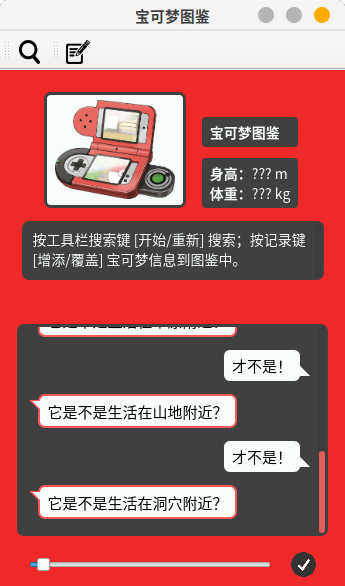 宝可梦图鉴
宝可梦图鉴
身高：??? m
体重：??? kg
按工具栏搜索键 [开始/重新] 搜索；按记录键
[增添/覆盖] 宝可梦信息到图鉴中。
才不是！
它是不是生活在山地附近？
才不是！
它是不是生活在洞穴附近？